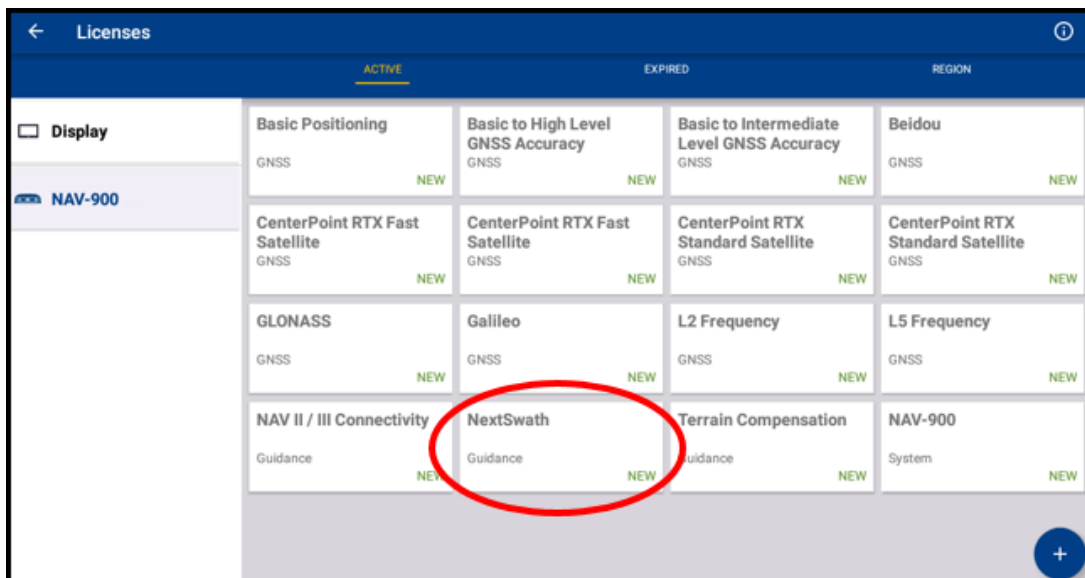 Licenses
ACTIVE
EXPIRED
REGION
Display
NAV-900
Basic Positioning
GNSS
NEW
Basic to High Level
GNSS Accuracy
GNSS
NEW
Basic to Intermediate
Level GNSS Accuracy
GNSS
NEW
Beidou
GNSS
NEW
CenterPoint RTX Fast
Satellite
GNSS
NEW
CenterPoint RTX Fast
Satellite
GNSS
NEW
CenterPoint RTX
Standard Satellite
GNSS
NEW
CenterPoint RTX
Standard Satellite
GNSS
NEW
GLONASS
GNSS
NEW
Galileo
GNSS
NEW
L2 Frequency
GNSS
NEW
L5 Frequency
GNSS
NEW
NAV II / III Connectivity
Guidance
NEW
NextSwath
Guidance
NEW
Terrain Compensation
Guidance
NEW
NAV-900
System
NEW